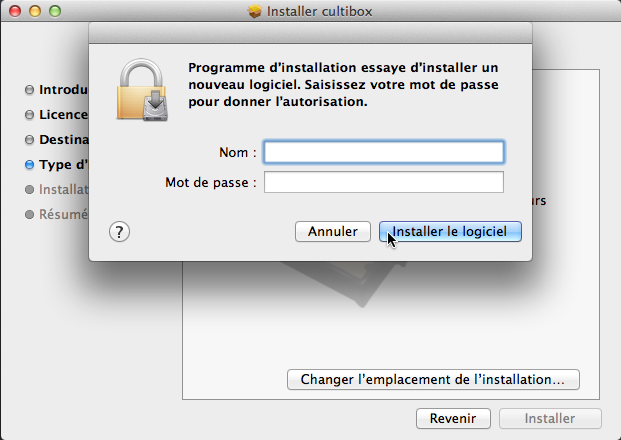 Installer cultibox
Programme d'installation essaye d'installer un
nouveau logiciel. Saisissez votre mot de passe
pour donner l'autorisation.
Nom :
Mot de passe :
?
Annuler
Installer le logiciel
Introdu
Licence
Destina
Type d'
Installat
Résumé
urs
Changer l'emplacement de l'installation...
Revenir
Installer